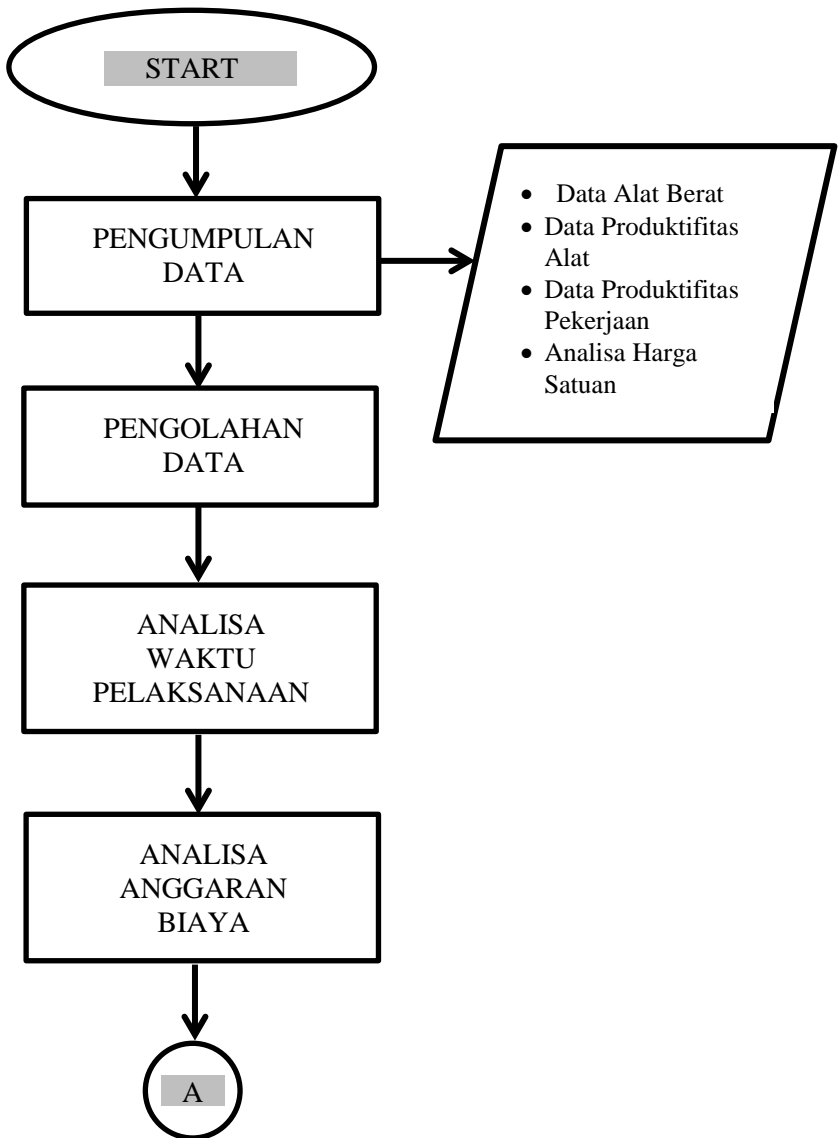 START
PENGUMPULAN
DATA
• Data Alat Berat
• Data Produktifitas
Alat
• Data Produktifitas
Pekerjaan
• Analisa Harga
Satuan
PENGOLAHAN
DATA
ANALISA
WAKTU
PELAKSANAAN
ANALISA
ANGGARAN
BIAYA
A